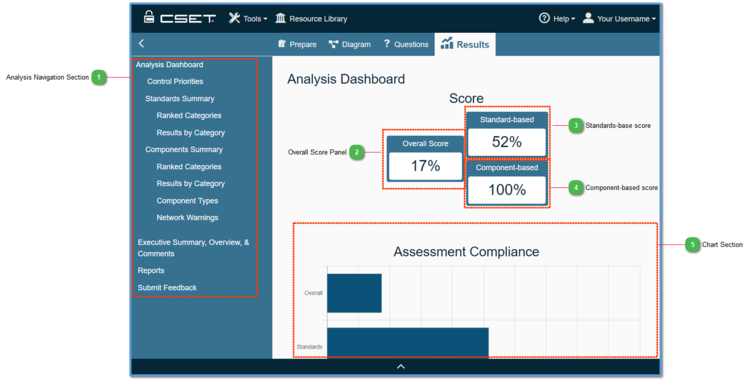 CSET
Tools
Resource Library
Help
Your Username
Prepare
Diagram
? Questions
Results
Analysis Navigation Section
1
Analysis Dashboard
Control Priorities
Standards Summary
Ranked Categories
Results by Category
Components Summary
Ranked Categories
Results by Category
Component Types
Network Warnings
Executive Summary, Overview, &
Comments
Reports
Submit Feedback
Analysis Dashboard
Score
Overall Score Panel
2
Overall Score
17%
Standard-based
52%
3
Standards-base score
Component-based
100%
4
Component-based score
5
Chart Section
Assessment Compliance
Overall
Standards